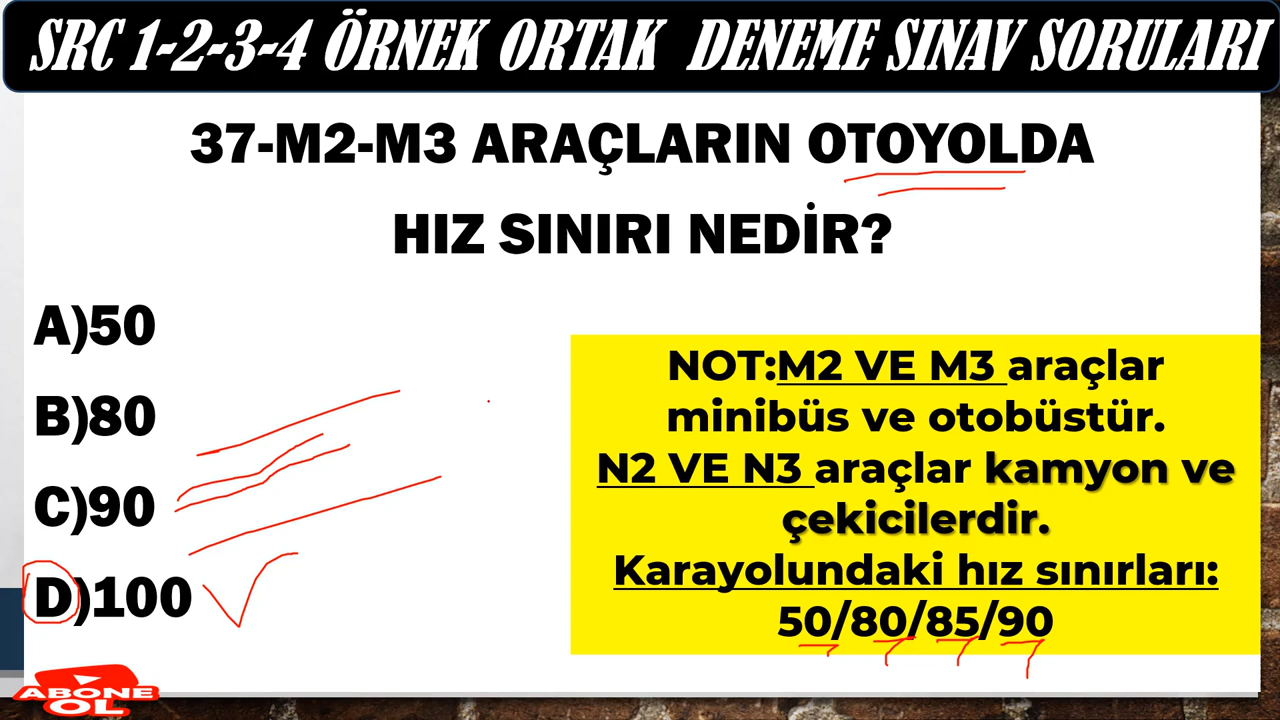 SRC 1-2-3-4 ÖRNEK ORTAK DENEME SINAV SORULARI
37-M2-M3 ARAÇLARIN OTOYOLDA
HIZ SINIRI NEDİR?
A)50
B)80
C)90
D)100
NOT:M2 VE M3 araçlar
minibüs ve otobüstür.
N2 VE N3 araçlar kamyon ve
çekicilerdir.
Karayolundaki hız sınırları:
50/80/85/90
ABONE
OL